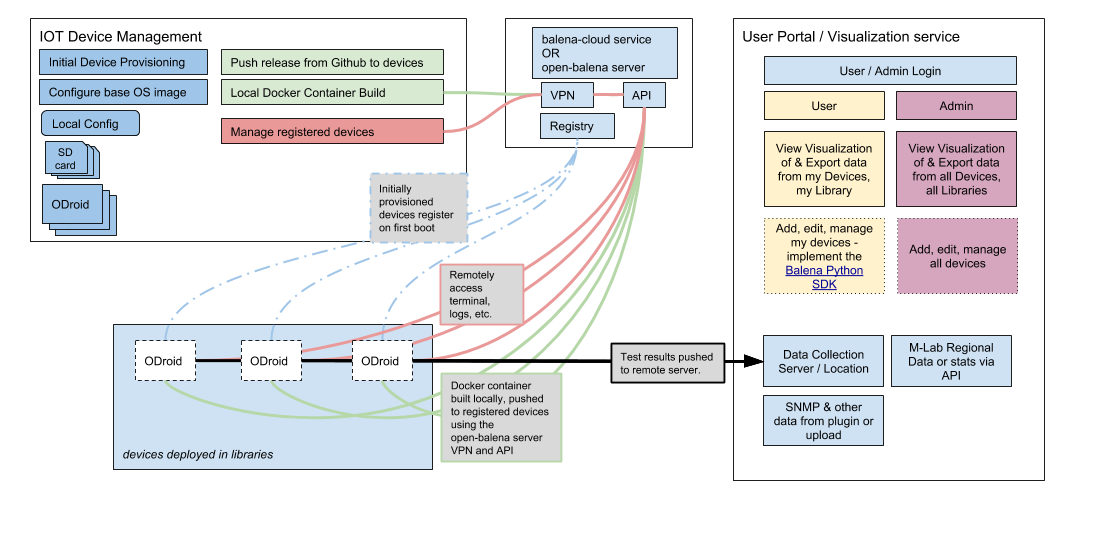 IOT Device Management
Initial Device Provisioning
Configure base OS image
Local Config
SD
card
ODroid
Push release from Github to devices
Local Docker Container Build
Manage registered devices
Initially
provisioned
devices register
on first boot
balena-cloud service
OR
open-balena server
VPN
API
Registry
Remotely
access
terminal,
logs, etc.
ODroid
ODroid
ODroid
devices deployed in libraries
Docker container
built locally, pushed
to registered devices
using the
open-balena server
VPN and API
Test results pushed
to remote server.
User Portal / Visualization service
User / Admin Login
User
Admin
View Visualization
of & Export data
from my Devices,
my Library
View Visualization
of & Export data
from all Devices,
all Libraries
Add, edit, manage
my devices -
implement the
Balena Python
SDK
Add, edit, manage
all devices
Data Collection
Server / Location
M-Lab Regional
Data or stats via
API
SNMP & other
data from plugin or
upload